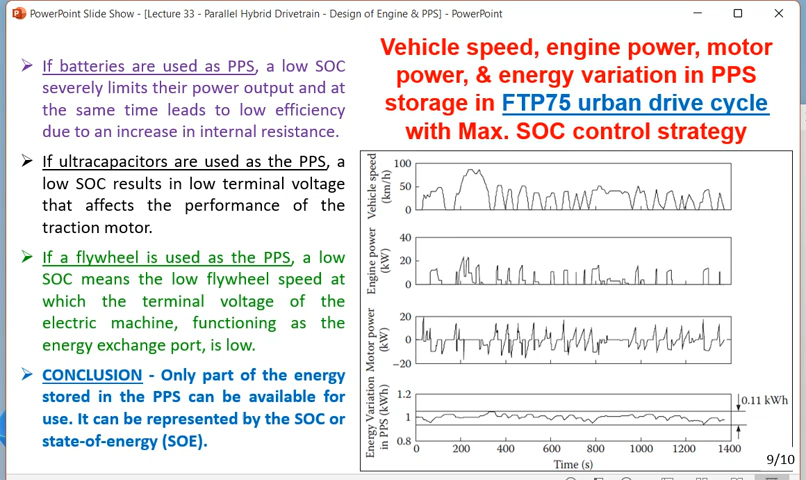 PowerPoint Slide Show - [Lecture 33 - Parallel Hybrid Drivetrain - Design of Engine & PPS] - PowerPoint
➤ If batteries are used as PPS, a low SOC
severely limits their power output and at
the same time leads to low efficiency
due to an increase in internal resistance.
➤ If ultracapacitors are used as the PPS, a
low SOC results in low terminal voltage
that affects the performance of the
traction motor.
➤ If a flywheel is used as the PPS, a low
SOC means the low flywheel speed at
which the terminal voltage of the
electric machine, functioning as the
energy exchange port, is low.
➤ CONCLUSION - Only part of the energy
stored in the PPS can be available for
use. It can be represented by the SOC or
state-of-energy (SOE).
Vehicle speed, engine power, motor
power, & energy variation in PPS
storage in FTP75 urban drive cycle
with Max. SOC control strategy
Vehicle speed
(km/h)
100
50
0
Engine power
(kW)
40
20
0
Motor power
(kW)
20
0
−20
Energy Variation
in PPS (kWh)
1.2
1
0.8
0.11 kWh
0 200 400 600 800 1000 1200 1400
Time (s)
9/10